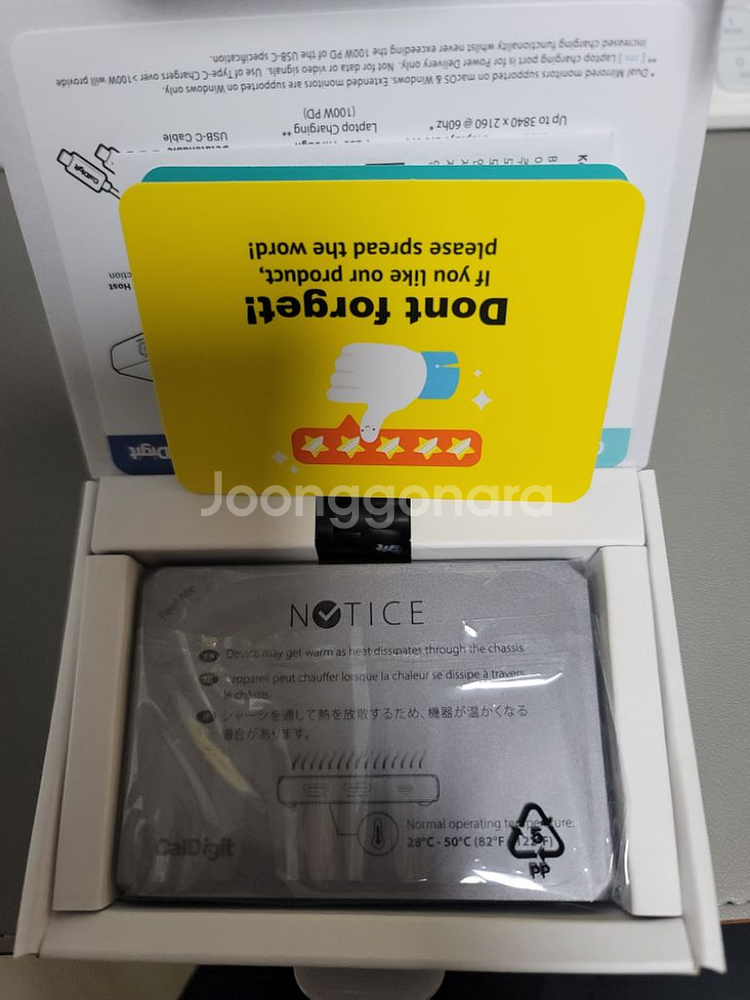 * Dual Mirrored monitors supported on macOS & Windows. Extended monitors are supported on Windows only.
Laptop charging port is for Power Delivery only. Not for data or video signals. Use of Type-C Chargers over >100W will provide
increased charging functionality whilst never exceeding the 100W PD of the USB-C specification.
Up to 3840 x 2160 @ 60hz *
Laptop Charging **
(100W PD)
USB-C Cable
CalDigit
Host
Dont forget!
If you like our product,
please spread the word!
Joonggonara
Peel Me
NOTICE
Device may get warm as heat dissipates through the chassis.
L'appareil peut chauffer lorsque la chaleur se dissipe à travers
le châssis.
シャーシを通して熱を放散するため、機器が温かくなる
場合があります。
Normal operating temperature:
28°C - 50°C (82°F - 122°F)
CalDigit
5
PP